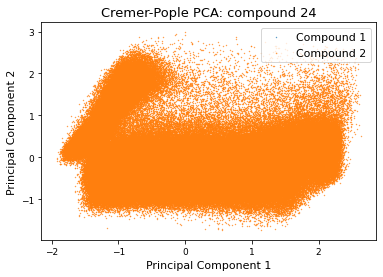 Cremer-Pople PCA: compound 24
Compound 1
Compound 2
Principal Component 2
3
2
1
0
−1
−2
−1
0
1
2
Principal Component 1